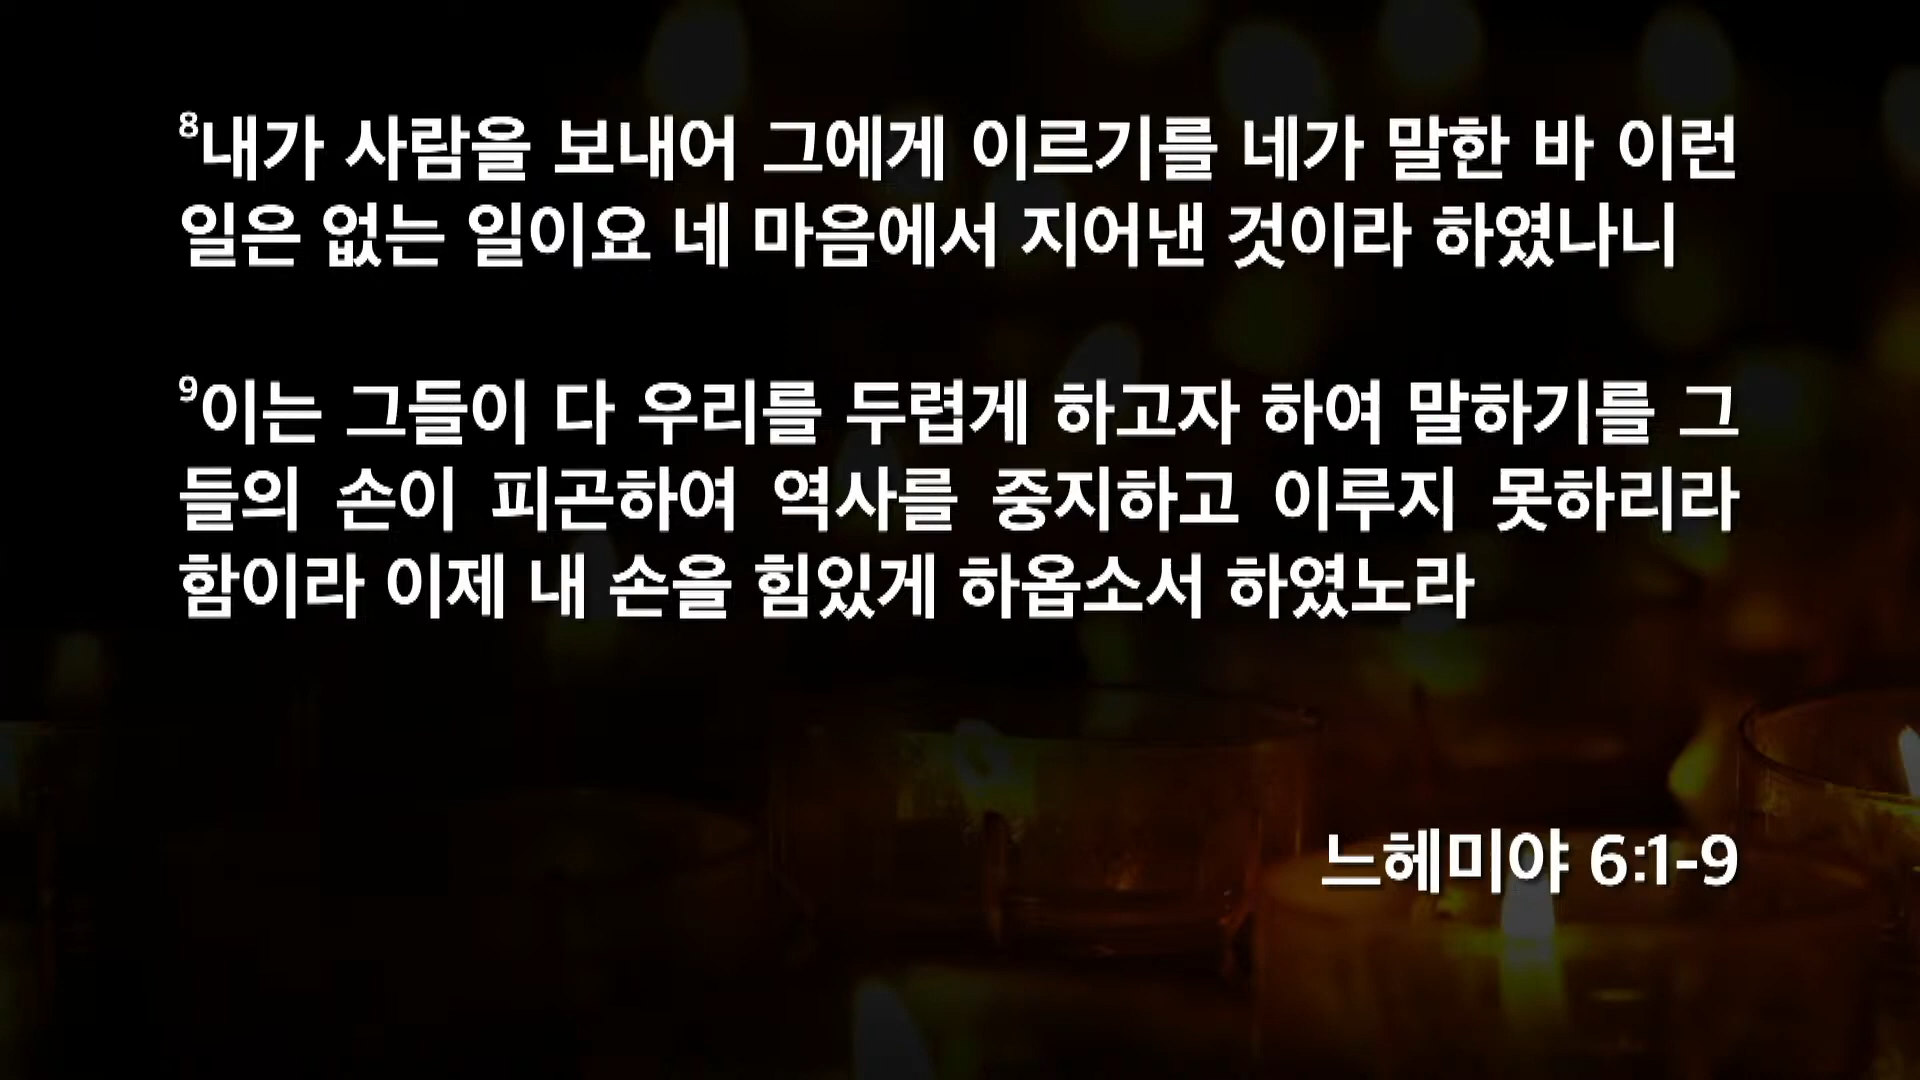 ⁸내가 사람을 보내어 그에게 이르기를 네가 말한 바 이런
일은 없는 일이요 네 마음에서 지어낸 것이라 하였나니
⁹이는 그들이 다 우리를 두렵게 하고자 하여 말하기를 그
들의 손이 피곤하여 역사를 중지하고 이루지 못하리라
함이라 이제 내 손을 힘있게 하옵소서 하였노라
느헤미야 6:1-9